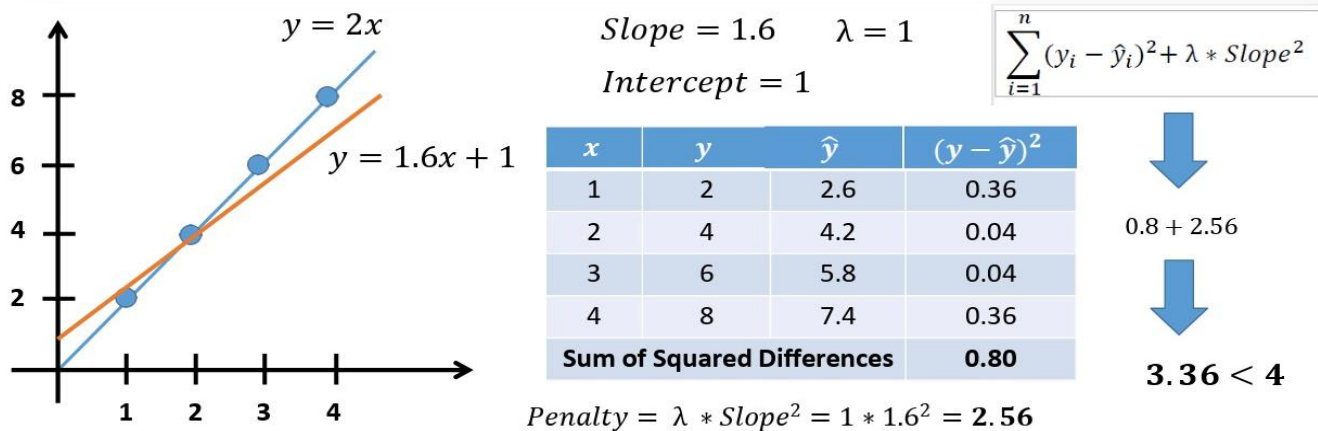 y = 2x
y = 1.6x + 1
8
6
4
2
1 2 3 4
Slope = 1.6 λ = 1
Intercept = 1
x y ŷ (y − ŷ)²
1 2 2.6 0.36
2 4 4.2 0.04
3 6 5.8 0.04
4 8 7.4 0.36
Sum of Squared Differences 0.80
Penalty = λ * Slope² = 1 * 1.6² = 2.56
n
∑(yᵢ − ŷᵢ)² + λ * Slope²
i=1
0.8 + 2.56
3.36 < 4